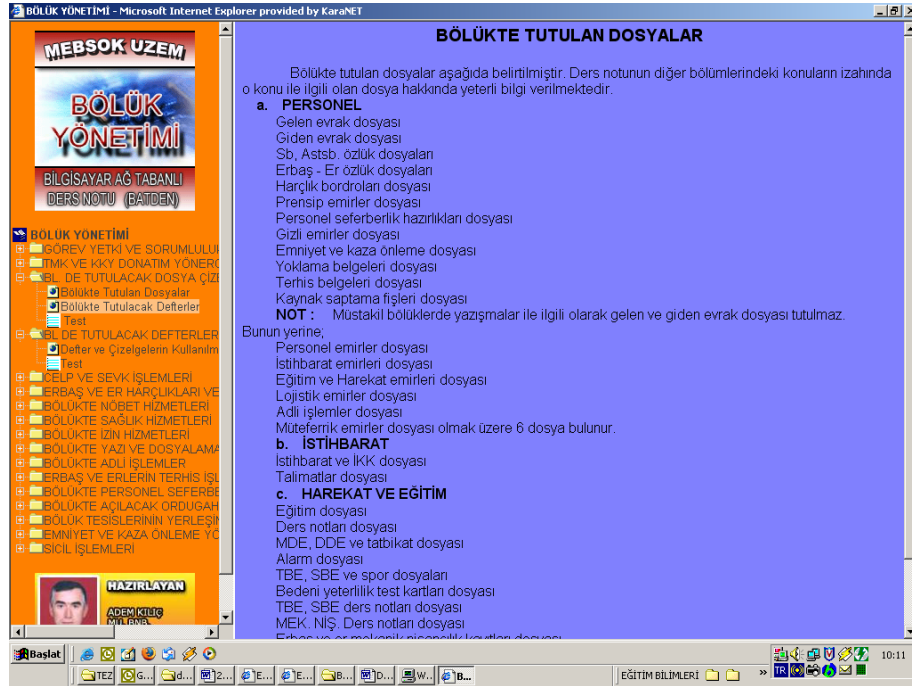 BÖLÜK YÖNETİMİ - Microsoft Internet Explorer provided by KaraNET
MEBSOK UZEM
BÖLÜK
YÖNETİMİ
BİLGİSAYAR AĞ TABANLI
DERS NOTU (BATDEN)
BÖLÜK YÖNETİMİ
GÖREV YETKİ VE SORUMLULU
TMK VE KKY DONATIM YÖNERG
BL. DE TUTULACAK DOSYA ÇİZE
Bölükte Tutulan Dosyalar
Bölükte Tutulacak Defterler
Test
BL DE TUTULACAK DEFTERLER
Defter ve Çizelgelerin Kullanılm
Test
CELP VE SEVK İŞLEMLERİ
ERBAŞ VE ER HARÇLIKLARI VE
BÖLÜKTE NÖBET HİZMETLERİ
BÖLÜKTE SAĞLIK HİZMETLERİ
BÖLÜKTE İZİN HİZMETLERİ
BÖLÜKTE YAZI VE DOSYALAMA
BÖLÜKTE ADLİ İŞLEMLER
ERBAŞ VE ERLERİN TERHİS İŞL
BÖLÜKTE PERSONEL SEFERBE
BÖLÜKTE AÇILACAK ORDUGAH
BÖLÜK TESİSLERİNİN YERLEŞİM
EMNİYET VE KAZA ÖNLEME YÖ
SİCİL İŞLEMLERİ
HAZIRLAYAN
ADEM KILIÇ
MU. BNB.
BÖLÜKTE TUTULAN DOSYALAR
Bölükte tutulan dosyalar aşağıda belirtilmiştir. Ders notunun diğer bölümlerindeki konuların izahında
o konu ile ilgili olan dosya hakkında yeterli bilgi verilmektedir.
a. PERSONEL
Gelen evrak dosyası
Giden evrak dosyası
Sb, Astsb. özlük dosyaları
Erbaş - Er özlük dosyaları
Harçlık bordroları dosyası
Prensip emirler dosyası
Personel seferberlik hazırlıkları dosyası
Gizli emirler dosyası
Emniyet ve kaza önleme dosyası
Yoklama belgeleri dosyası
Terhis belgeleri dosyası
Kaynak saptama fişleri dosyası
NOT : Müstakil bölüklerde yazışmalar ile ilgili olarak gelen ve giden evrak dosyası tutulmaz.
Bunun yerine;
Personel emirler dosyası
İstihbarat emirleri dosyası
Eğitim ve Harekat emirleri dosyası
Lojistik emirler dosyası
Adli işlemler dosyası
Müteferrik emirler dosyası olmak üzere 6 dosya bulunur.
b. İSTİHBARAT
İstihbarat ve İKK dosyası
Talimatlar dosyası
c. HAREKAT VE EĞİTİM
Eğitim dosyası
Ders notları dosyası
MDE, DDE ve tatbikat dosyası
Alarm dosyası
TBE, SBE ve spor dosyaları
Bedeni yeterlilik test kartları dosyası
TBE, SBE ders notları dosyası
MEK. NİŞ. Ders notları dosyası
Erbaş ve er mekanik nişancılık kayıtları dosyası
Başlat
10:11
TEZ
G...
d...
2...
E...
E...
B...
D...
W...
B...
EĞİTİM BİLİMLERİ
»
TR